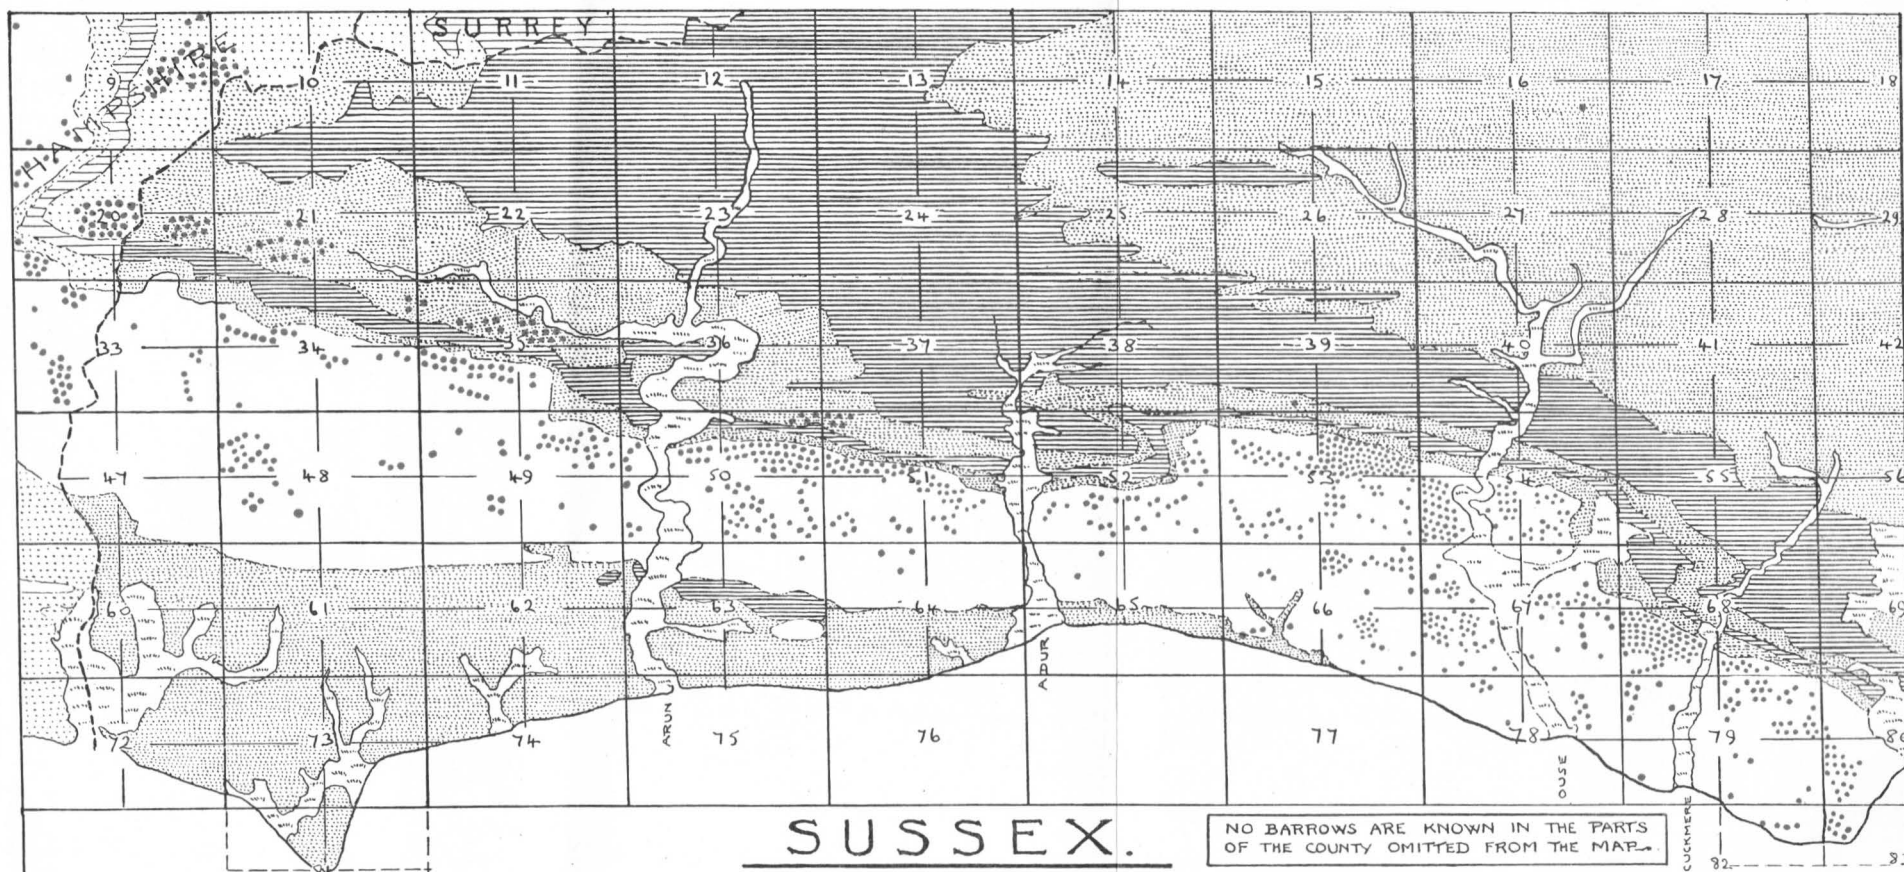 SURREY
HAMPSHIRE
9 10 11 12 13 14 15 16 17 18
20 21 22 23 24 25 26 27 28 29
33 34 35 36 37 38 39 40 41 42
47 48 49 50 51 52 53 54 55 56
60 61 62 63 64 65 66 67 68 69
72 73 74 75 76 77 78 79 80
ARUN
ADUR
OUSE
CUCKMERE
82
SUSSEX.
NO BARROWS ARE KNOWN IN THE PARTS
OF THE COUNTY OMITTED FROM THE MAP.